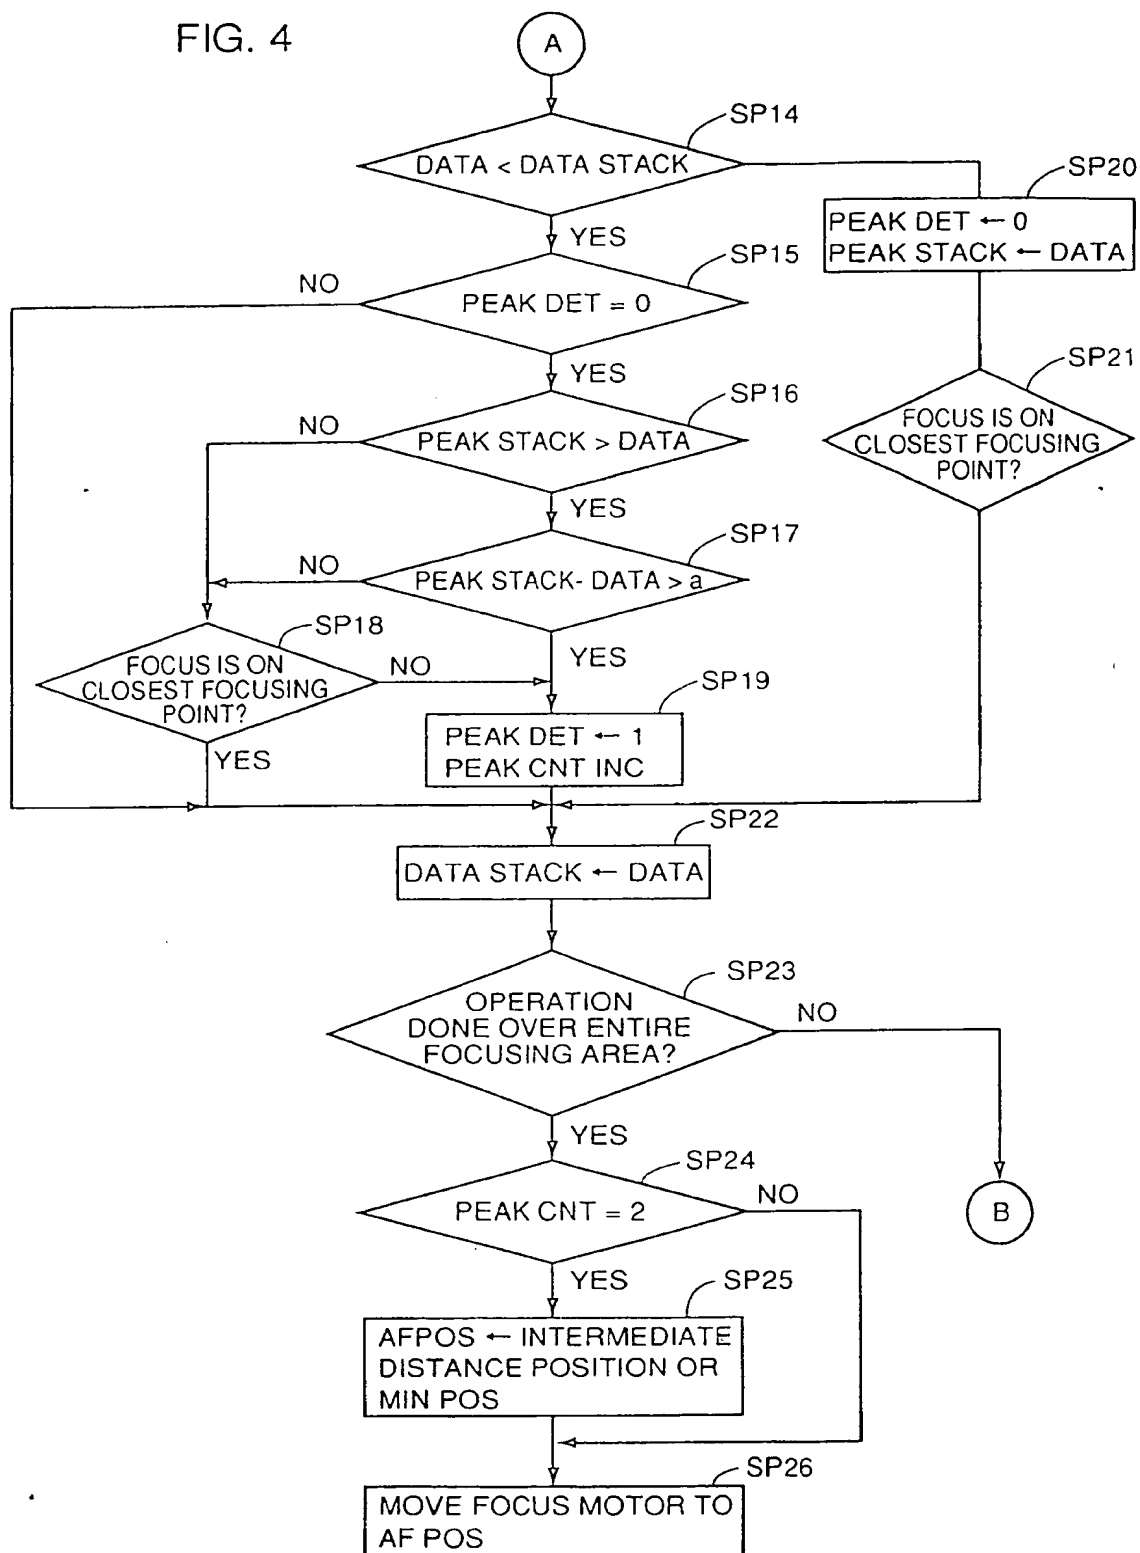 FIG. 4
A
SP14
DATA < DATA STACK
SP20
PEAK DET ← 0
PEAK STACK ← DATA
YES
SP15
NO
PEAK DET = 0
YES
SP16
NO
PEAK STACK > DATA
SP21
FOCUS IS ON
CLOSEST FOCUSING
POINT?
YES
SP17
NO
PEAK STACK- DATA > a
SP18
FOCUS IS ON
CLOSEST FOCUSING
POINT?
NO
YES
YES
SP19
PEAK DET ← 1
PEAK CNT INC
SP22
DATA STACK ← DATA
SP23
OPERATION
DONE OVER ENTIRE
FOCUSING AREA?
NO
YES
B
SP24
PEAK CNT = 2
NO
YES
SP25
AFPOS ← INTERMEDIATE
DISTANCE POSITION OR
MIN POS
SP26
MOVE FOCUS MOTOR TO
AF POS